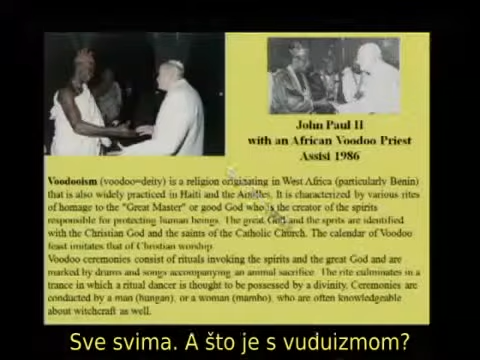 John Paul II
with an African Voodoo Priest
Assisi 1986
Voodooism (voodoo=deity) is a religion originating in West Africa (particularly Benin)
that is also widely practiced in Haiti and the Antilles. It is characterized by various rites
of homage to the "Great Master" or good God who is the creator of the spirits
responsible for protecting human beings. The great God and the sprits are identified
with the Christian God and the saints of the Catholic Church. The calendar of Voodoo
feast imitates that of Christian worship.
Voodoo ceremonies consist of rituals invoking the spirits and the great God and are
marked by drums and songs accompanying an animal sacrifice. The rite culminates in a
trance in which a ritual dancer is thought to be possessed by a divinity. Ceremonies are
conducted by a man (hungan), or a woman (mambo), who are often knowledgeable
about witchcraft as well.
Sve svima. A što je s vuduizmom?